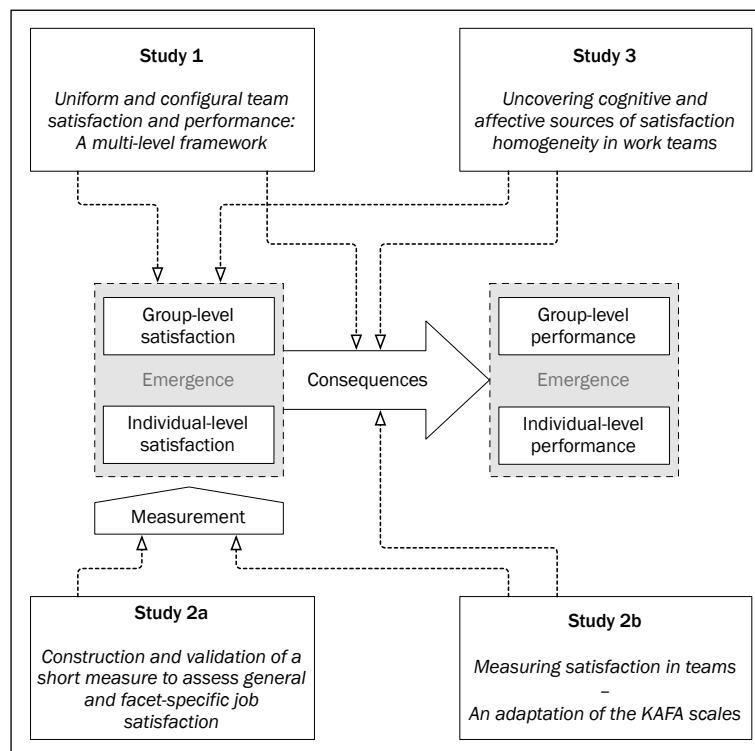 Study 1
Uniform and configural team
satisfaction and performance:
A multi-level framework
Study 3
Uncovering cognitive and
affective sources of satisfaction
homogeneity in work teams
Group-level
satisfaction
Emergence
Individual-level
satisfaction
Consequences
Group-level
performance
Emergence
Individual-level
performance
Measurement
Study 2a
Construction and validation of a
short measure to assess general
and facet-specific job
satisfaction
Study 2b
Measuring satisfaction in teams
–
An adaptation of the KAFA scales